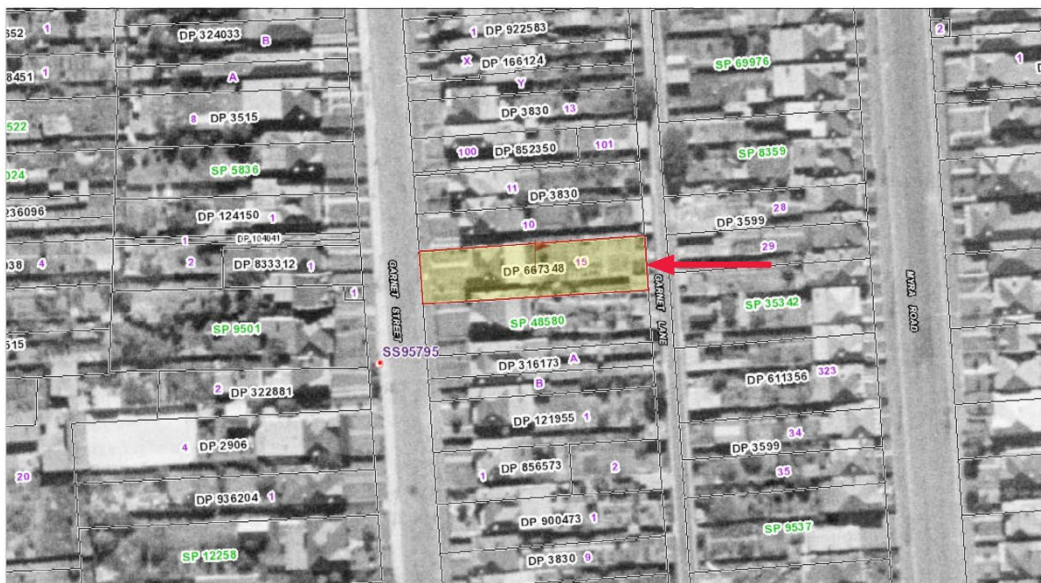 852
1
DP 324033
B
1 DP 922583
X DP 166124
Y
SP 69976
2
1
8451 1
A
8 DP 3515
DP 3830 13
522
100 DP 852350 101
SP 8359
024
SP 5836
11
DP 3830
236096
DP 124150 1
10
28
DP 3599
1 DP 104041
29
4
2 DP 833312 1
DP 667348 15
GARNET STREET
GARNET LANE
MYRA ROAD
1
SP 9501
SP 48580
SP 35342
515
SS95795
DP 316173 A
B
DP 611356 323
2 DP 322881
DP 121955 1
4 DP 2906
34
DP 3599
20
1 DP 856573 2
35
DP 936204 1
DP 900473 1
SP 9537
SP 12258
DP 3830 9